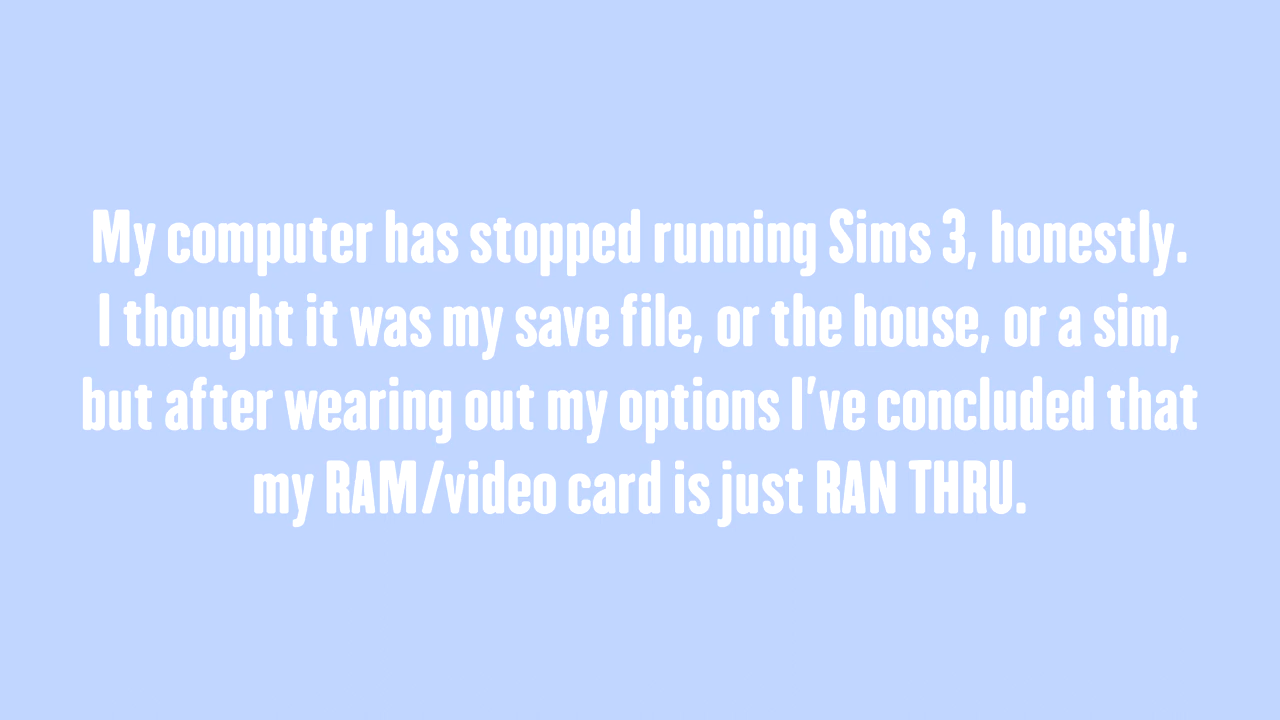 My computer has stopped running Sims 3, honestly.
I thought it was my save file, or the house, or a sim,
but after wearing out my options I've concluded that
my RAM/video card is just RAN THRU.